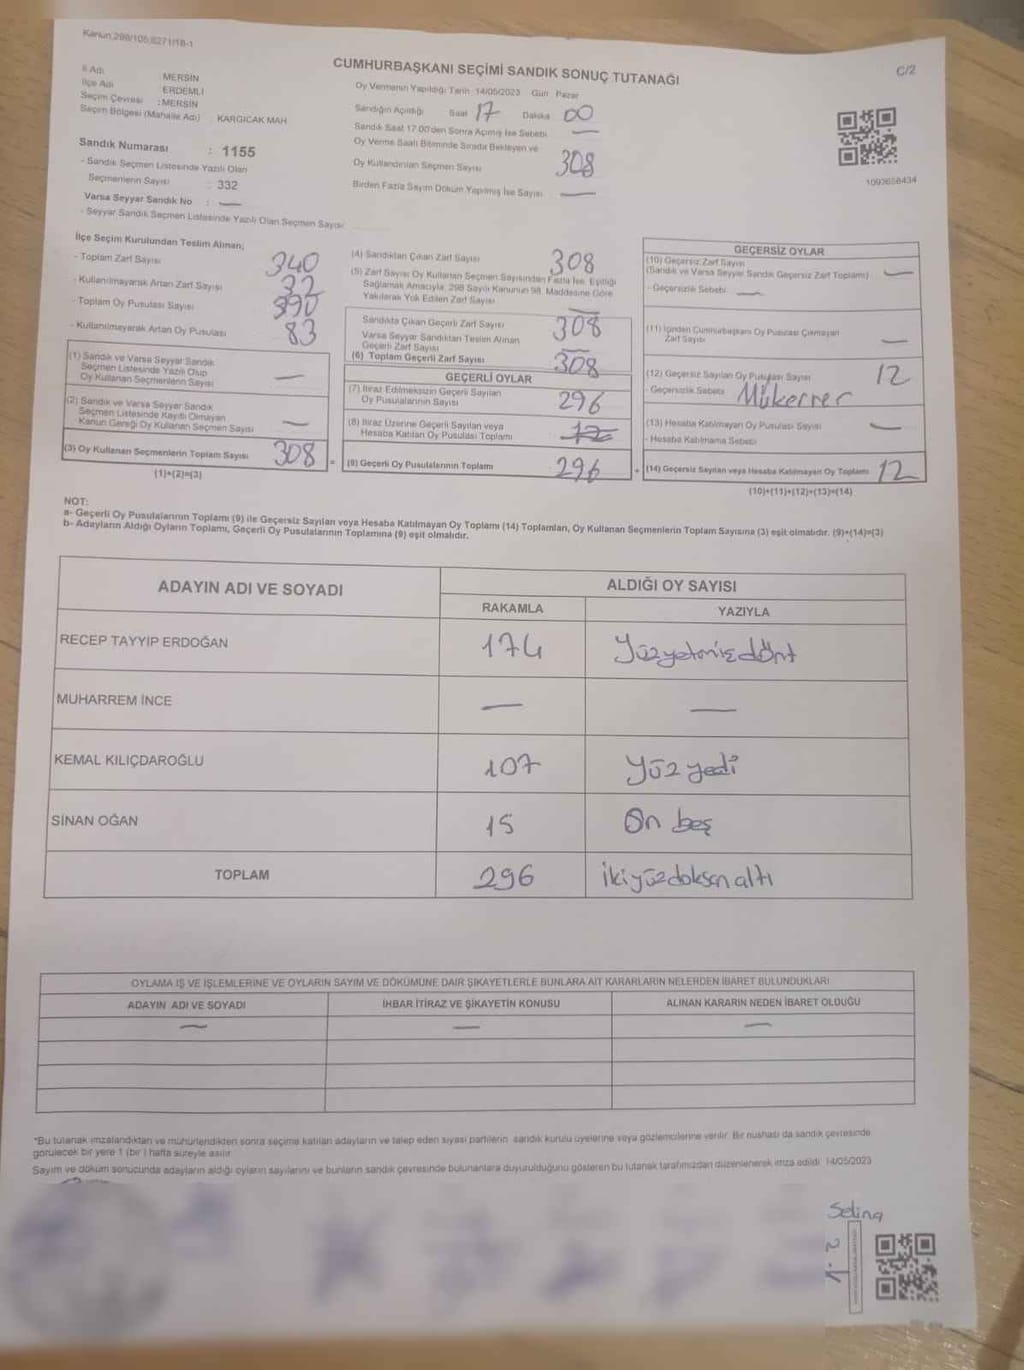 Kanun:298/105;6271/18-1
C/2
CUMHURBAŞKANI SEÇİMİ SANDIK SONUÇ TUTANAĞI
İl Adı : MERSİN
İlçe Adı : ERDEMLİ
Seçim Çevresi : MERSİN
Seçim Bölgesi (Mahalle Adı) : KARGICAK MAH
Sandık Numarası : 1155
- Sandık Seçmen Listesinde Yazılı Olan
Seçmenlerin Sayısı : 332
Varsa Seyyar Sandık No : —
- Seyyar Sandık Seçmen Listesinde Yazılı Olan Seçmen Sayısı:
Oy Vermenin Yapıldığı Tarih 14/05/2023 Gün Pazar
Sandığın Açıldığı Saat 17 Dakika 00
Sandık Saat 17:00'den Sonra Açılmış İse Sebebi —
Oy Verme Saati Bitiminde Sırada Bekleyen ve
Oy Kullandırılan Seçmen Sayısı 308
Birden Fazla Sayım Döküm Yapılmış İse Sayısı —
1093658434
İlçe Seçim Kurulundan Teslim Alınan;
- Toplam Zarf Sayısı 340
- Kullanılmayarak Artan Zarf Sayısı 32
- Toplam Oy Pusulası Sayısı 390
- Kullanılmayarak Artan Oy Pusulası 83
(1) Sandık ve Varsa Seyyar Sandık
Seçmen Listesinde Yazılı Olup
Oy Kullanan Seçmenlerin Sayısı —
(2) Sandık ve Varsa Seyyar Sandık
Seçmen Listesinde Kayıtlı Olmayan
Kanun Gereği Oy Kullanan Seçmen Sayısı —
(3) Oy Kullanan Seçmenlerin Toplam Sayısı 308
(1)+(2)=(3)
(4) Sandıktan Çıkan Zarf Sayısı 308
(5) Zarf Sayısı Oy Kullanan Seçmen Sayısından Fazla İse, Eşitliği
Sağlamak Amacıyla, 298 Sayılı Kanunun 98. Maddesine Göre
Yakılarak Yok Edilen Zarf Sayısı —
Sandıkta Çıkan Geçerli Zarf Sayısı 308
Varsa Seyyar Sandıktan Teslim Alınan
Geçerli Zarf Sayısı —
(6) Toplam Geçerli Zarf Sayısı 308
GEÇERLİ OYLAR
(7) İtiraz Edilmeksizin Geçerli Sayılan
Oy Pusulalarının Sayısı 296
(8) İtiraz Üzerine Geçerli Sayılan veya
Hesaba Katılan Oy Pusulası Toplamı 12
(9) Geçerli Oy Pusulalarının Toplamı 296
GEÇERSİZ OYLAR
(10) Geçersiz Zarf Sayısı
(Sandık ve Varsa Seyyar Sandık Geçersiz Zarf Toplamı) —
- Geçersizlik Sebebi —
(11) İçinden Cumhurbaşkanı Oy Pusulası Çıkmayan
Zarf Sayısı —
(12) Geçersiz Sayılan Oy Pusulası Sayısı 12
- Geçersizlik Sebebi Mükerrer
(13) Hesaba Katılmayan Oy Pusulası Sayısı —
- Hesaba Katılmama Sebebi
(14) Geçersiz Sayılan veya Hesaba Katılmayan Oy Toplamı 12
(10)+(11)+(12)+(13)=(14)
NOT:
a- Geçerli Oy Pusulalarının Toplamı (9) ile Geçersiz Sayılan veya Hesaba Katılmayan Oy Toplamı (14) Toplamları, Oy Kullanan Seçmenlerin Toplam Sayısına (3) eşit olmalıdır. (9)+(14)=(3)
b- Adayların Aldığı Oyların Toplamı, Geçerli Oy Pusulalarının Toplamına (9) eşit olmalıdır.
ADAYIN ADI VE SOYADI
ALDIĞI OY SAYISI
RAKAMLA YAZIYLA
RECEP TAYYİP ERDOĞAN 174 Yüzyetmişdört
MUHARREM İNCE — —
KEMAL KILIÇDAROĞLU 107 Yüz yedi
SİNAN OĞAN 15 On beş
TOPLAM 296 ikiyüzdoksan altı
OYLAMA İŞ VE İŞLEMLERİNE VE OYLARIN SAYIM VE DÖKÜMÜNE DAİR ŞİKAYETLERLE BUNLARA AİT KARARLARIN NELERDEN İBARET BULUNDUKLARI
ADAYIN ADI VE SOYADI İHBAR İTİRAZ VE ŞİKAYETİN KONUSU ALINAN KARARIN NEDEN İBARET OLDUĞU
— — —
*Bu tutanak imzalandıktan ve mühürlendikten sonra seçime katılan adayların ve talep eden siyasi partilerin sandık kurulu üyelerine veya gözlemcilerine verilir. Bir nüshası da sandık çevresinde
görülecek bir yere 1 (bir) hafta süreyle asılır.
Sayım ve döküm sonucunda adayların aldığı oyların sayılarını ve bunların sandık çevresinde bulunanlara duyurulduğunu gösteren bu tutanak tarafımızdan düzenlenerek imza edildi. 14/05/2023